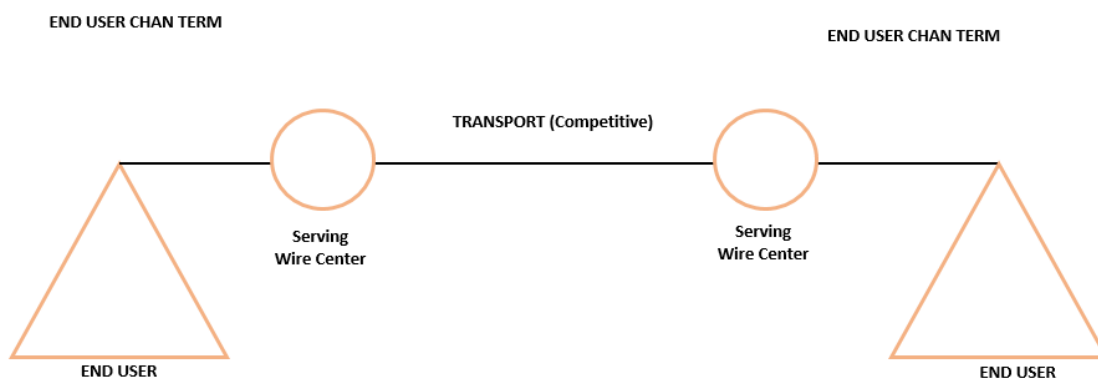 END USER CHAN TERM
END USER CHAN TERM
TRANSPORT (Competitive)
Serving
Wire Center
Serving
Wire Center
END USER
END USER